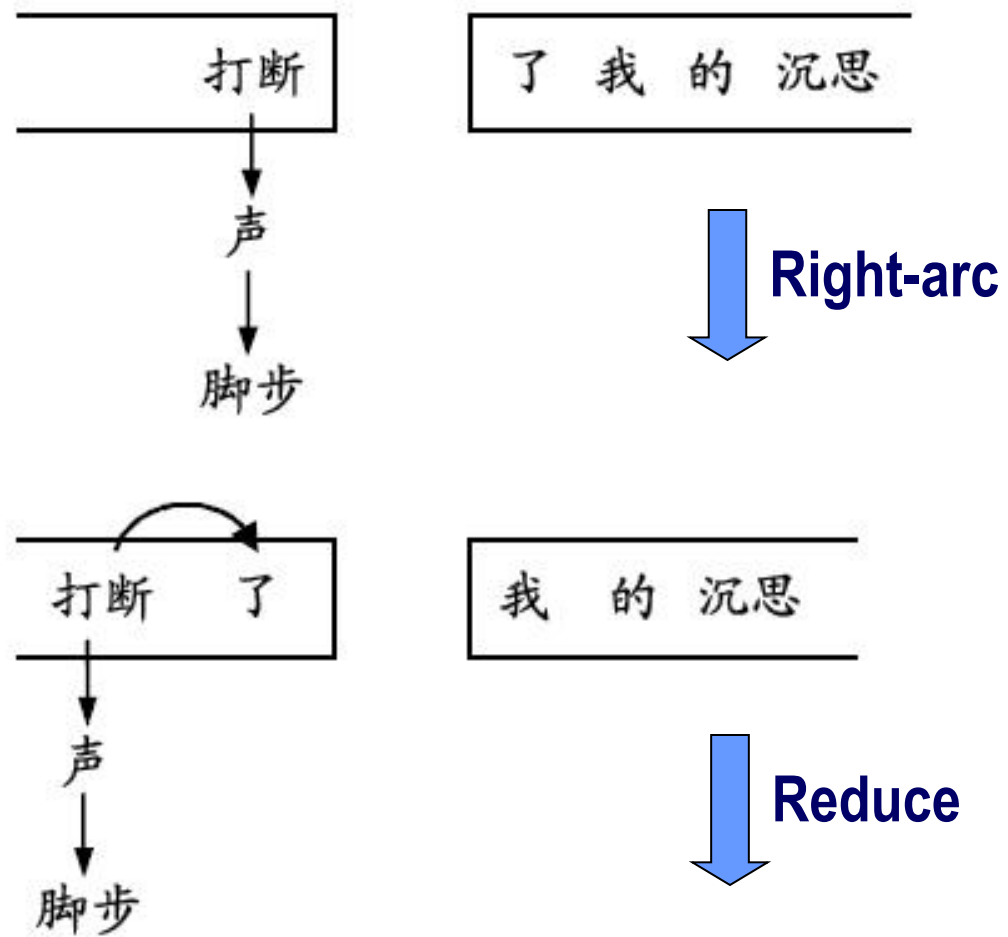 打断 了 我 的 沉思
声
Right-arc
脚步
打断 了 我 的 沉思
声
Reduce
脚步